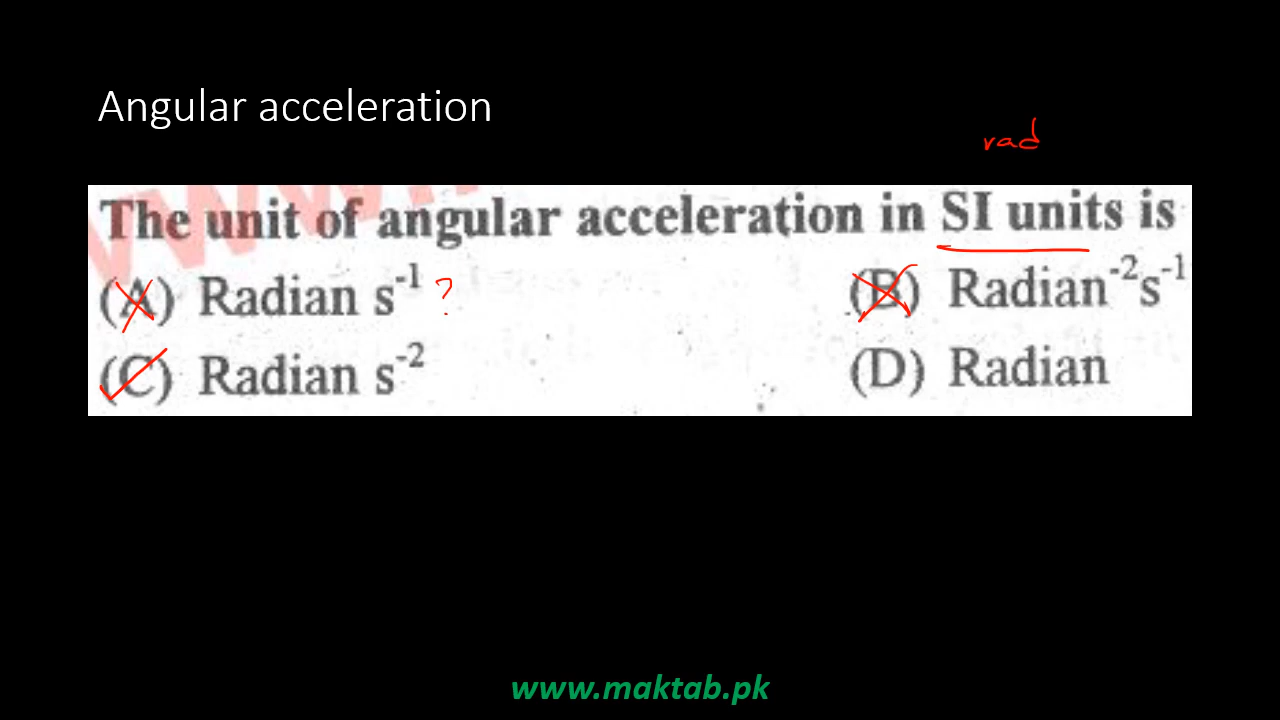 Angular acceleration
rad
The unit of angular acceleration in SI units is
(A) Radian s⁻¹ ? (B) Radian⁻²s⁻¹
(C) Radian s⁻² (D) Radian
www.maktab.pk